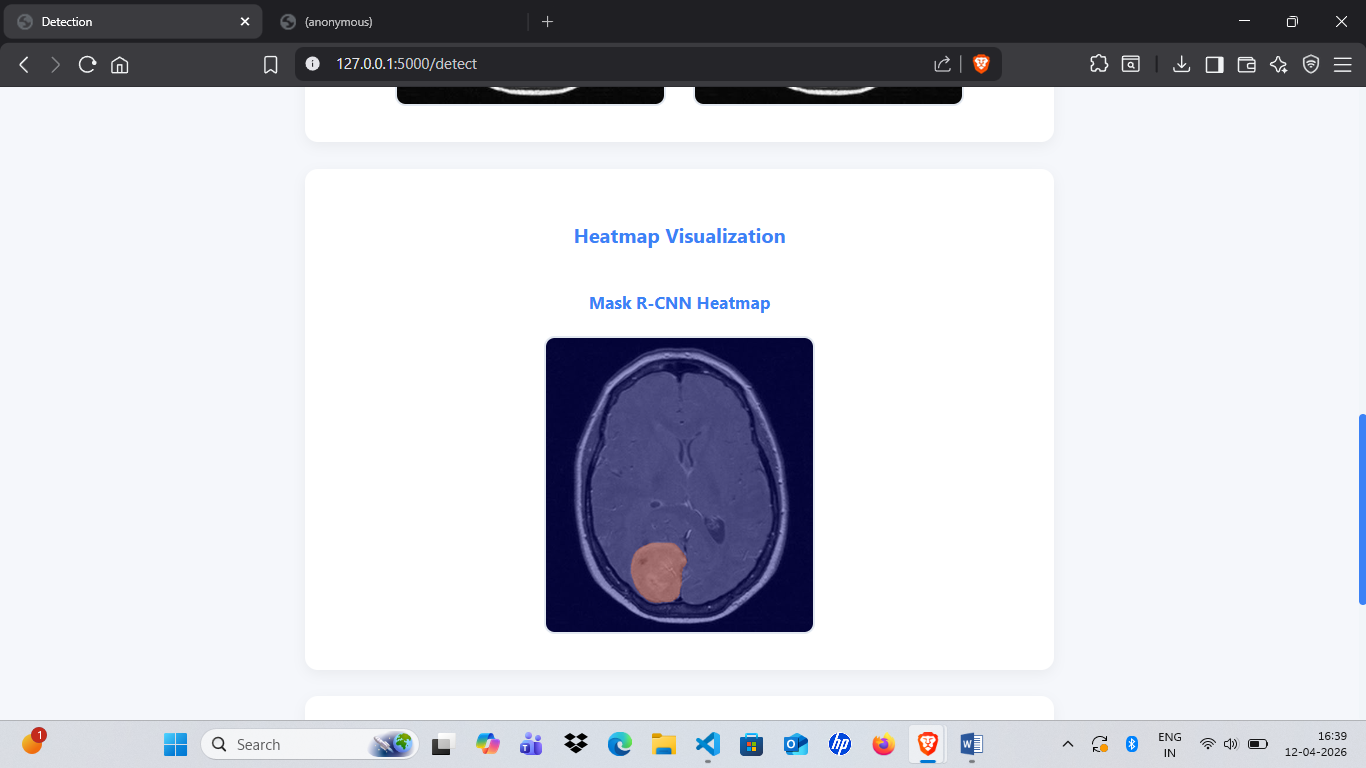 Detection
(anonymous)
127.0.0.1:5000/detect
Heatmap Visualization
Mask R-CNN Heatmap
1
Search
ENG
IN
16:39
12-04-2026